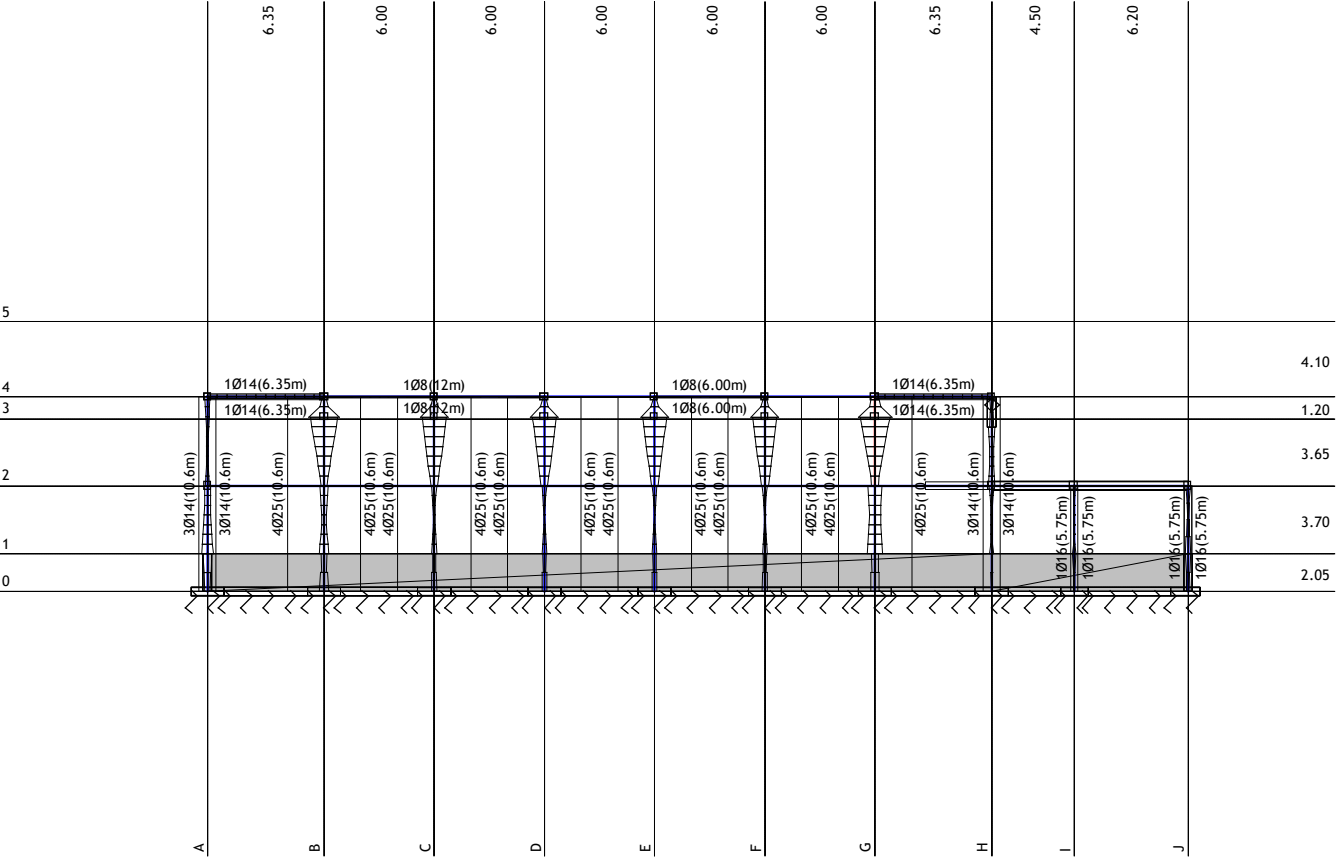 6.35
6.00
6.00
6.00
6.00
6.00
6.35
4.50
6.20
5
4.10
4
1Ø14(6.35m)
1Ø8(12m)
1Ø8(6.00m)
1Ø14(6.35m)
3
1Ø14(6.35m)
1Ø8(12m)
1Ø8(6.00m)
1Ø14(6.35m)
1.20
3.65
2
3Ø14(10.6m)
3Ø14(10.6m)
4Ø25(10.6m)
4Ø25(10.6m)
4Ø25(10.6m)
4Ø25(10.6m)
4Ø25(10.6m)
4Ø25(10.6m)
4Ø25(10.6m)
4Ø25(10.6m)
4Ø25(10.6m)
4Ø25(10.6m)
4Ø25(10.6m)
4Ø25(10.6m)
3Ø14(10.6m)
3Ø14(10.6m)
1Ø16(5.75m)
1Ø16(5.75m)
1Ø16(5.75m)
1Ø16(5.75m)
3.70
1
0
2.05
A
B
C
D
E
F
G
H
I
J